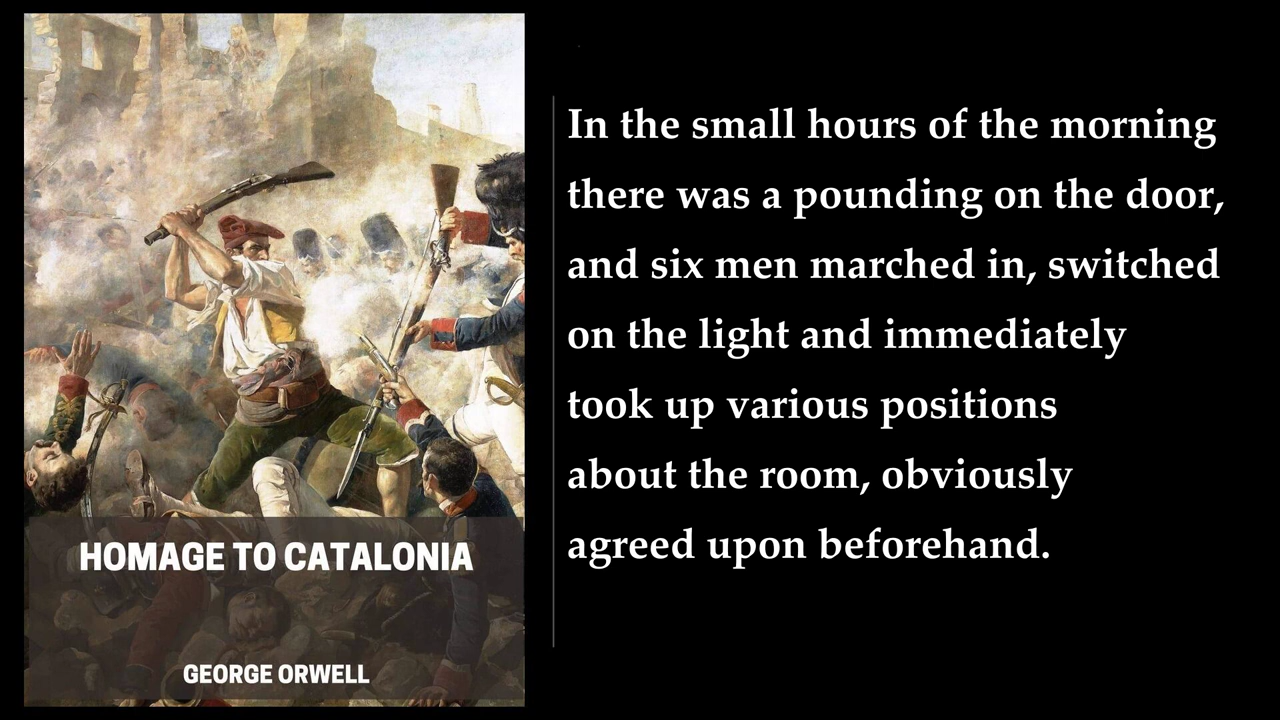 HOMAGE TO CATALONIA
GEORGE ORWELL
In the small hours of the morning
there was a pounding on the door,
and six men marched in, switched
on the light and immediately
took up various positions
about the room, obviously
agreed upon beforehand.